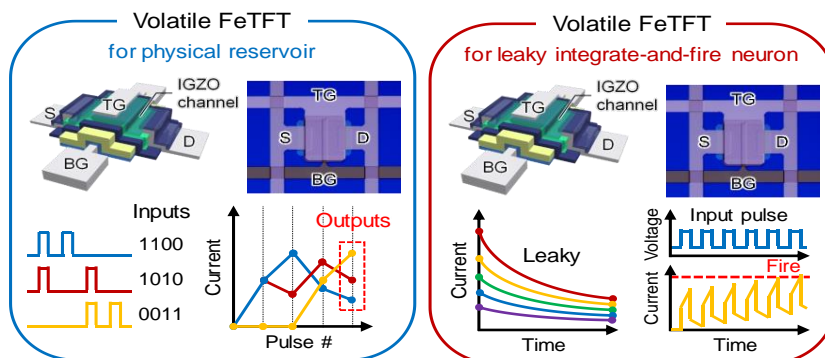 Volatile FeTFT
for physical reservoir
IGZO
channel
TG
S
D
BG
TG
S
D
BG
Inputs
1100
1010
0011
Outputs
Current
Pulse #
Volatile FeTFT
for leaky integrate-and-fire neuron
IGZO
channel
TG
S
D
BG
TG
S
D
BG
Leaky
Current
Time
Input pulse
Voltage
Fire
Current
Time